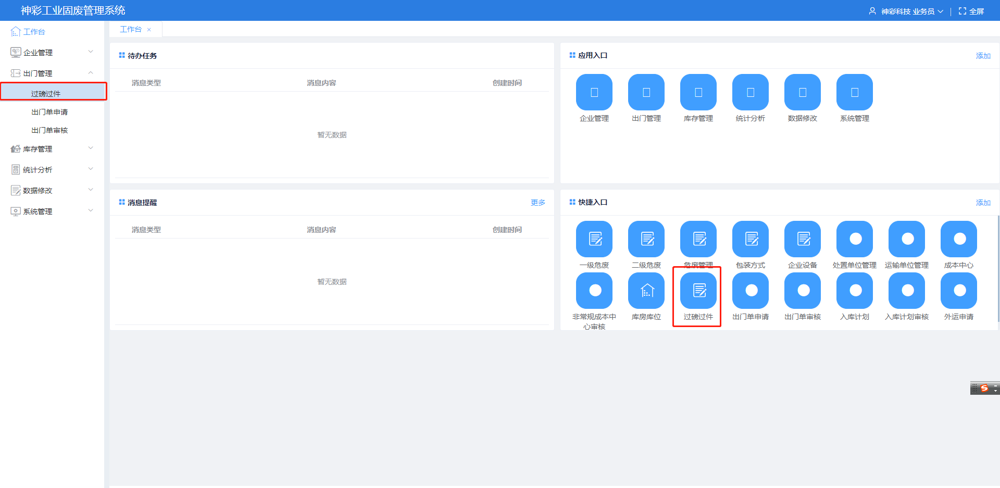 神彩工业固废管理系统
神彩科技 业务员
全屏
工作台
企业管理
出门管理
过磅过件
出门单申请
出门单审核
库存管理
统计分析
数据修改
系统管理
工作台 ×
待办任务
消息类型 消息内容 创建时间
暂无数据
应用入口 添加
企业管理 出门管理 库存管理 统计分析 数据修改 系统管理
消息提醒 更多
消息类型 消息内容 创建时间
暂无数据
快捷入口 添加
一级危废 二级危废 危废管理 包装方式 企业设备 处置单位管理 运输单位管理 成本中心
非常规成本中心审核 库房库位 过磅过件 出门单申请 出门单审核 入库计划 入库计划审核 外运申请